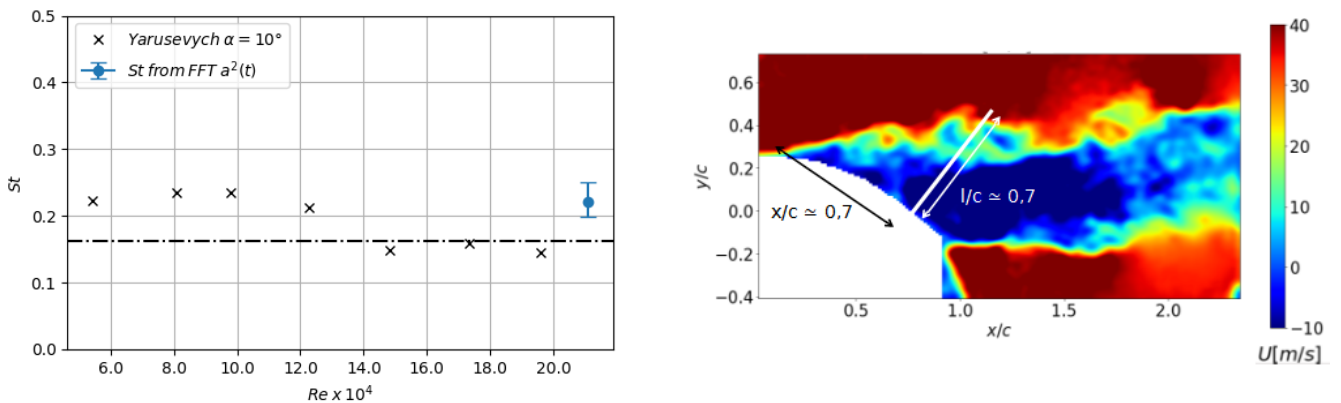 0.5
0.4
0.3
0.2
0.1
0.0
St
Yarusevych α = 10°
St from FFT a²(t)
6.0 8.0 10.0 12.0 14.0 16.0 18.0 20.0
Re x 10⁴
0.6
0.4
0.2
0.0
−0.2
−0.4
y/c
x/c ≃ 0,7
l/c ≃ 0,7
0.5 1.0 1.5 2.0
x/c
40
30
20
10
0
−10
U[m/s]